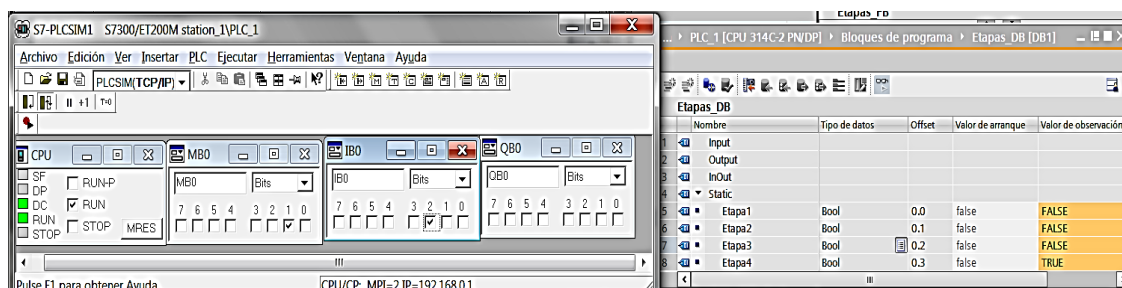 S7-PLCSIM1 S7300/ET200M station_1\PLC_1
Archivo Edición Ver Insertar PLC Ejecutar Herramientas Ventana Ayuda
PLCSIM(TCP/IP)
II +1 T=0
CPU
SF
DP
DC
RUN
STOP
RUN-P
RUN
STOP
MRES
MB0
MB0 Bits
7 6 5 4 3 2 1 0
IB0
IB0 Bits
7 6 5 4 3 2 1 0
QB0
QB0 Bits
7 6 5 4 3 2 1 0
Pulse F1 para obtener Ayuda.
CPU/CP: MPI=2 IP=192.168.0.1
Etapas_FB
... PLC_1 [CPU 314C-2 PN/DP] Bloques de programa Etapas_DB [DB1]
Etapas_DB
Nombre Tipo de datos Offset Valor de arranque Valor de observación
1 Input
2 Output
3 InOut
4 Static
5 Etapa1 Bool 0.0 false FALSE
6 Etapa2 Bool 0.1 false FALSE
7 Etapa3 Bool 0.2 false FALSE
8 Etapa4 Bool 0.3 false TRUE